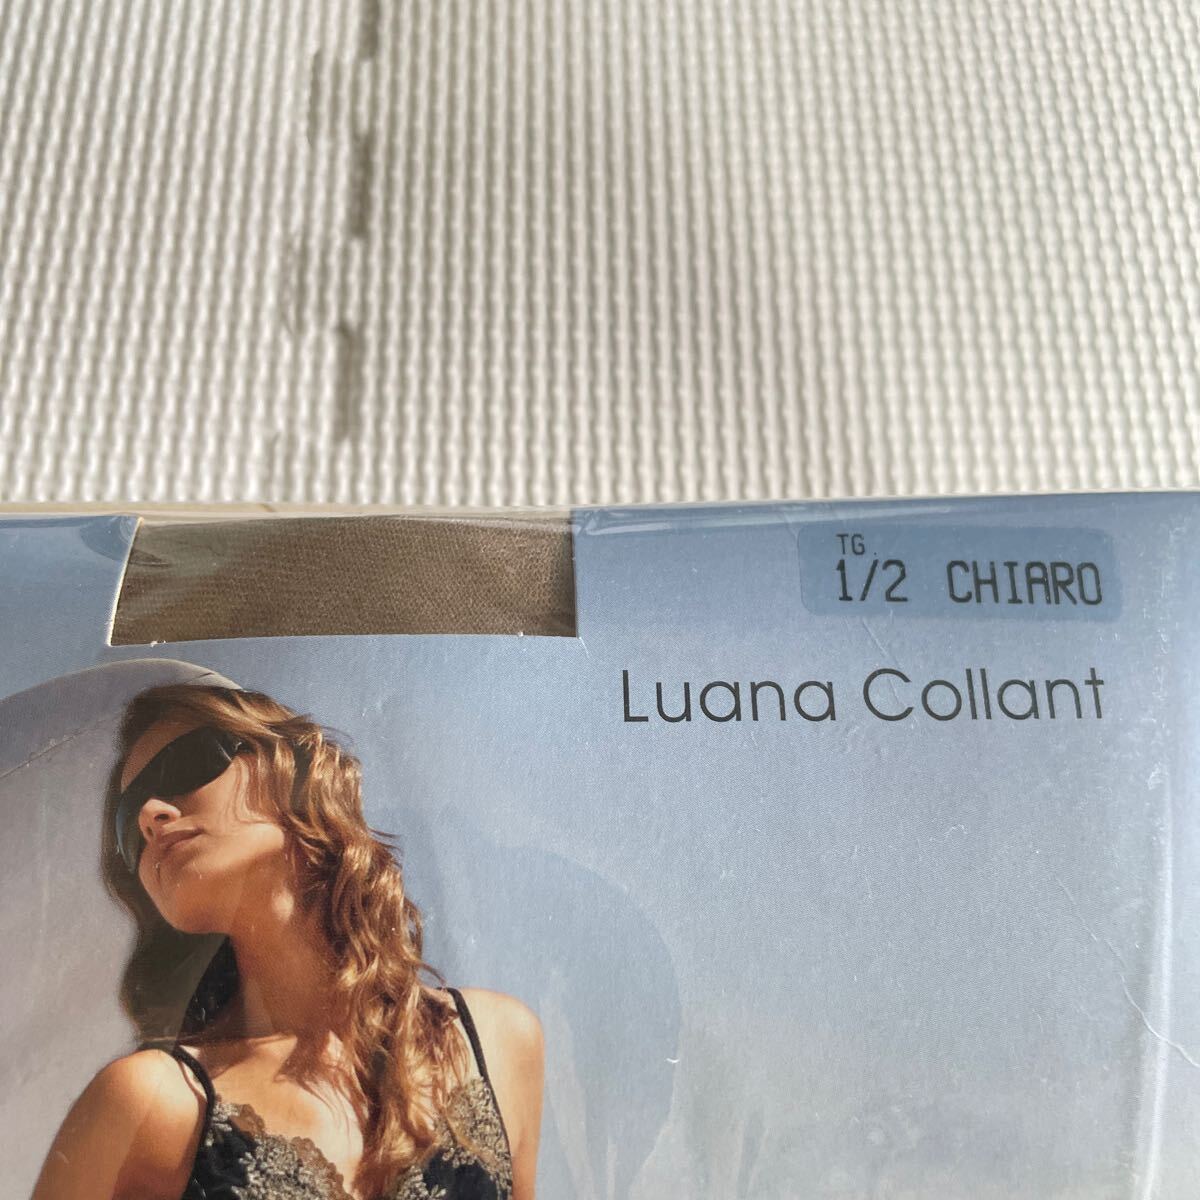 TG.
1/2 CHIARO
Luana Collant